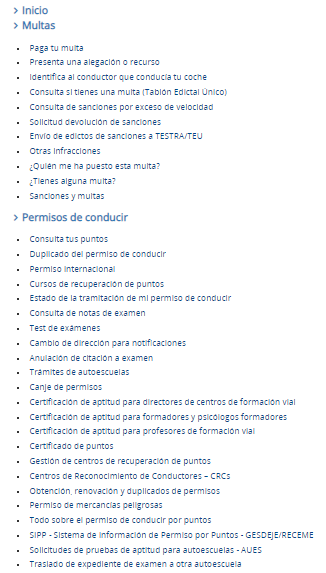 > Inicio
> Multas
Paga tu multa
Presenta una alegación o recurso
Identifica al conductor que conducía tu coche
Consulta si tienes una multa (Tablón Edictal Único)
Consulta de sanciones por exceso de velocidad
Solicitud devolución de sanciones
Envío de edictos de sanciones a TESTRA/TEU
Otras infracciones
¿Quién me ha puesto esta multa?
¿Tienes alguna multa?
Sanciones y multas
> Permisos de conducir
Consulta tus puntos
Duplicado del permiso de conducir
Permiso internacional
Cursos de recuperación de puntos
Estado de la tramitación de mi permiso de conducir
Consulta de notas de examen
Test de exámenes
Cambio de dirección para notificaciones
Anulación de citación a examen
Trámites de autoescuelas
Canje de permisos
Certificación de aptitud para directores de centros de formación vial
Certificación de aptitud para formadores y psicólogos formadores
Certificación de aptitud para profesores de formación vial
Certificado de puntos
Gestión de centros de recuperación de puntos
Centros de Reconocimiento de Conductores – CRCs
Obtención, renovación y duplicados de permisos
Permiso de mercancías peligrosas
Todo sobre el permiso de conducir por puntos
SIPP - Sistema de Información de Permiso por Puntos - GESDEJE/RECEME
Solicitudes de pruebas de aptitud para autoescuelas - AUES
Traslado de expediente de examen a otra autoescuela